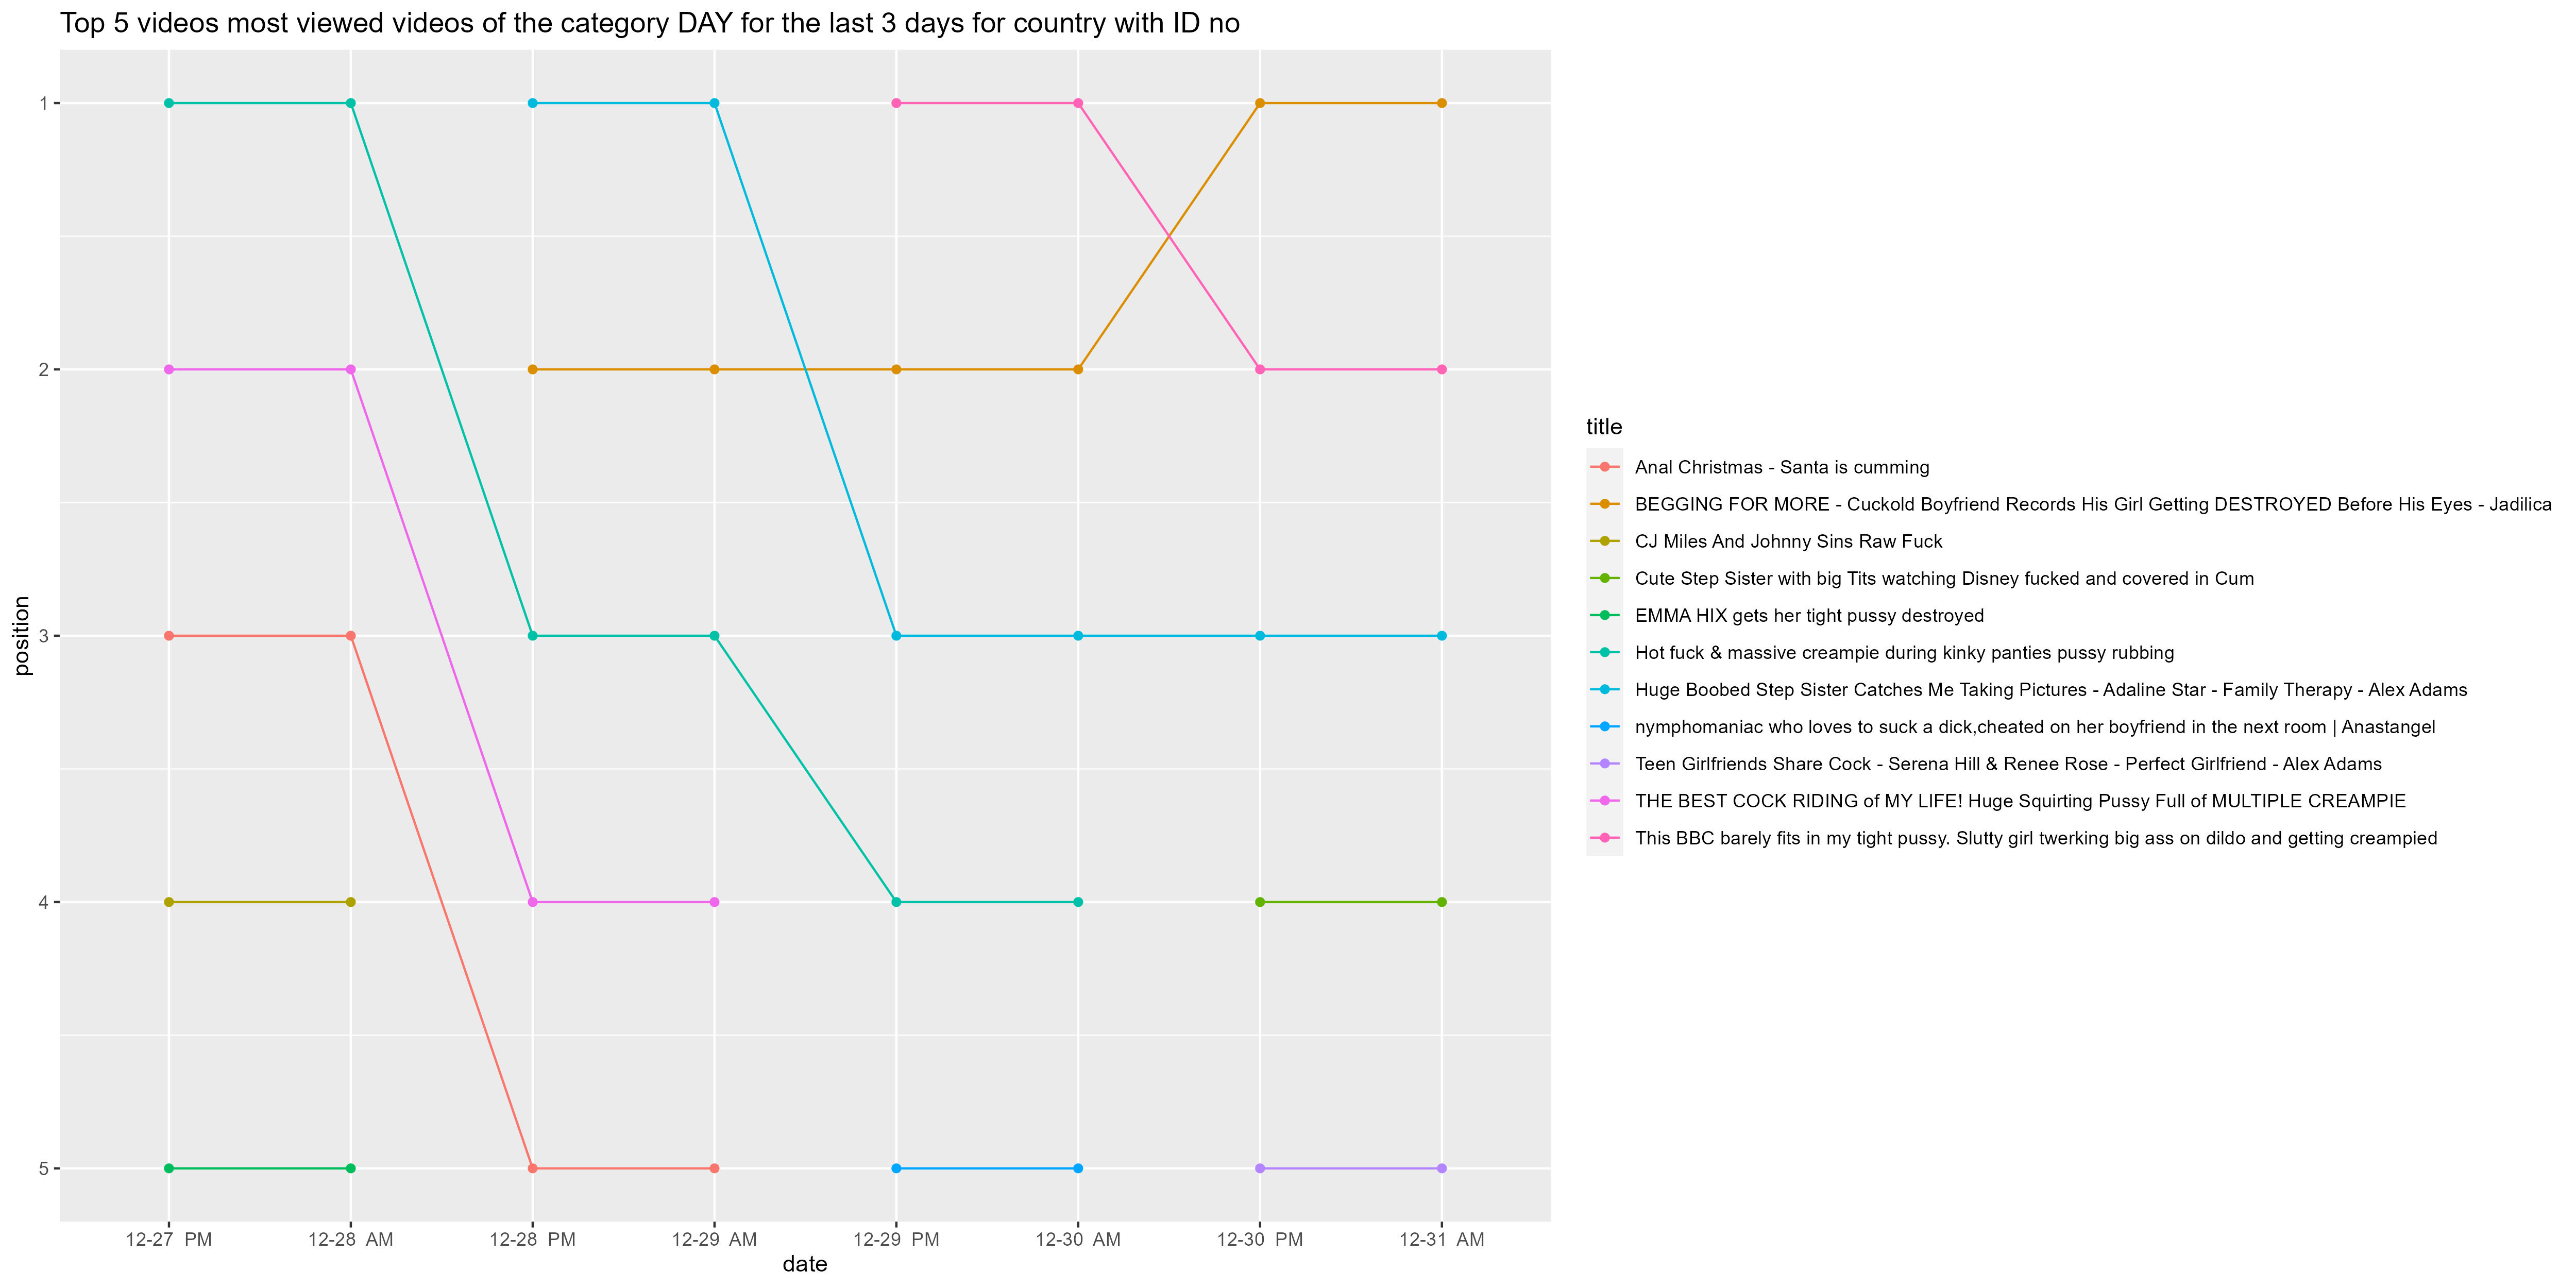 Top 5 videos most viewed videos of the category DAY for the last 3 days for country with ID no
position
1
2
3
4
5
12-27 PM
12-28 AM
12-28 PM
12-29 AM
12-29 PM
12-30 AM
12-30 PM
12-31 AM
date
title
Anal Christmas - Santa is cumming
BEGGING FOR MORE - Cuckold Boyfriend Records His Girl Getting DESTROYED Before His Eyes - Jadilica
CJ Miles And Johnny Sins Raw Fuck
Cute Step Sister with big Tits watching Disney fucked and covered in Cum
EMMA HIX gets her tight pussy destroyed
Hot fuck & massive creampie during kinky panties pussy rubbing
Huge Boobed Step Sister Catches Me Taking Pictures - Adaline Star - Family Therapy - Alex Adams
nymphomaniac who loves to suck a dick,cheated on her boyfriend in the next room | Anastangel
Teen Girlfriends Share Cock - Serena Hill & Renee Rose - Perfect Girlfriend - Alex Adams
THE BEST COCK RIDING of MY LIFE! Huge Squirting Pussy Full of MULTIPLE CREAMPIE
This BBC barely fits in my tight pussy. Slutty girl twerking big ass on dildo and getting creampied